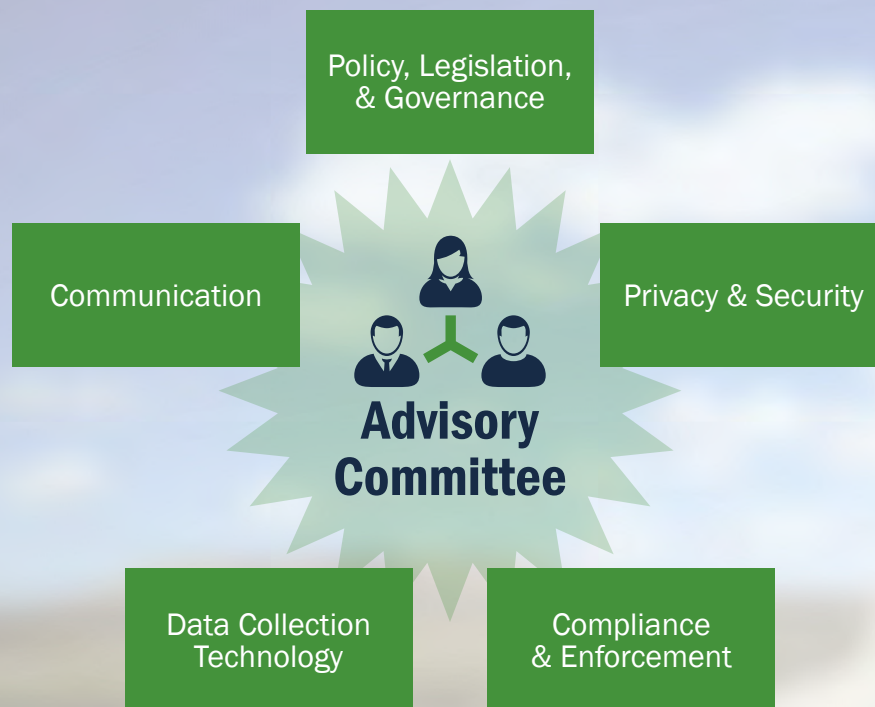 Policy, Legislation,
& Governance
Communication
Privacy & Security
Advisory
Committee
Data Collection
Technology
Compliance
& Enforcement